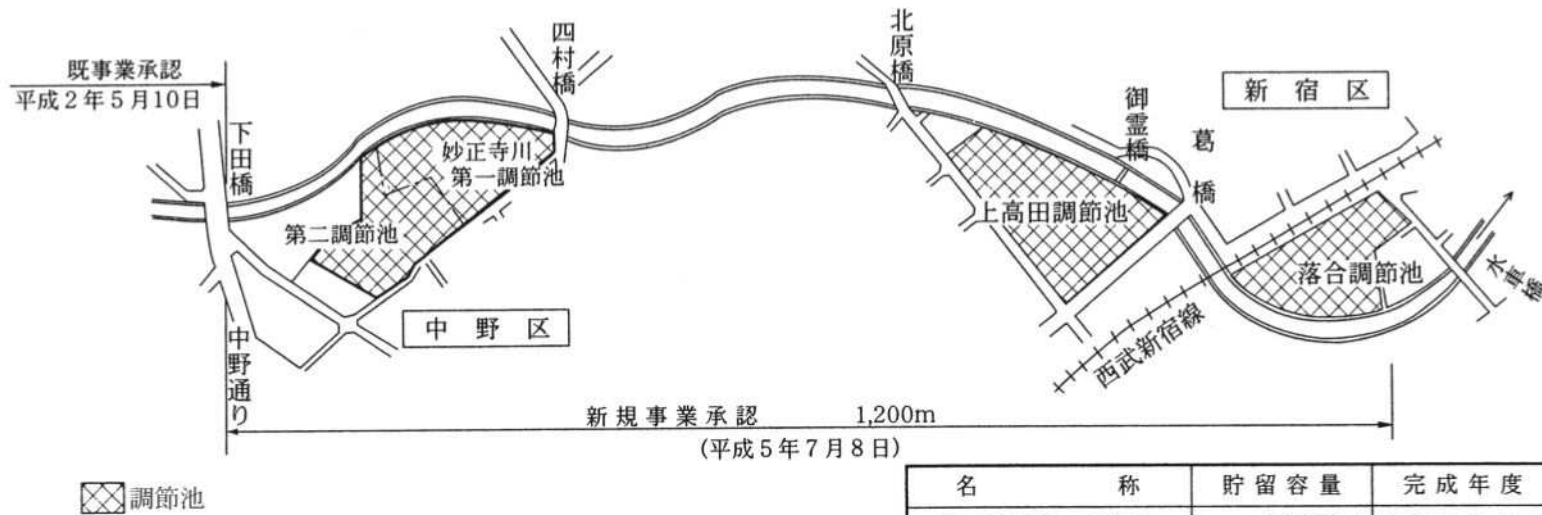 既事業承認
平成2年5月10日
下田橋
四村橋
北原橋
御霊橋
葛橋
新宿区
妙正寺川
第一調節池
第二調節池
上高田調節池
落合調節池
水車橋
中野区
西武新宿線
中野通り
新規事業承認 1,200m
(平成5年7月8日)
調節池
名称 貯留容量 完成年度